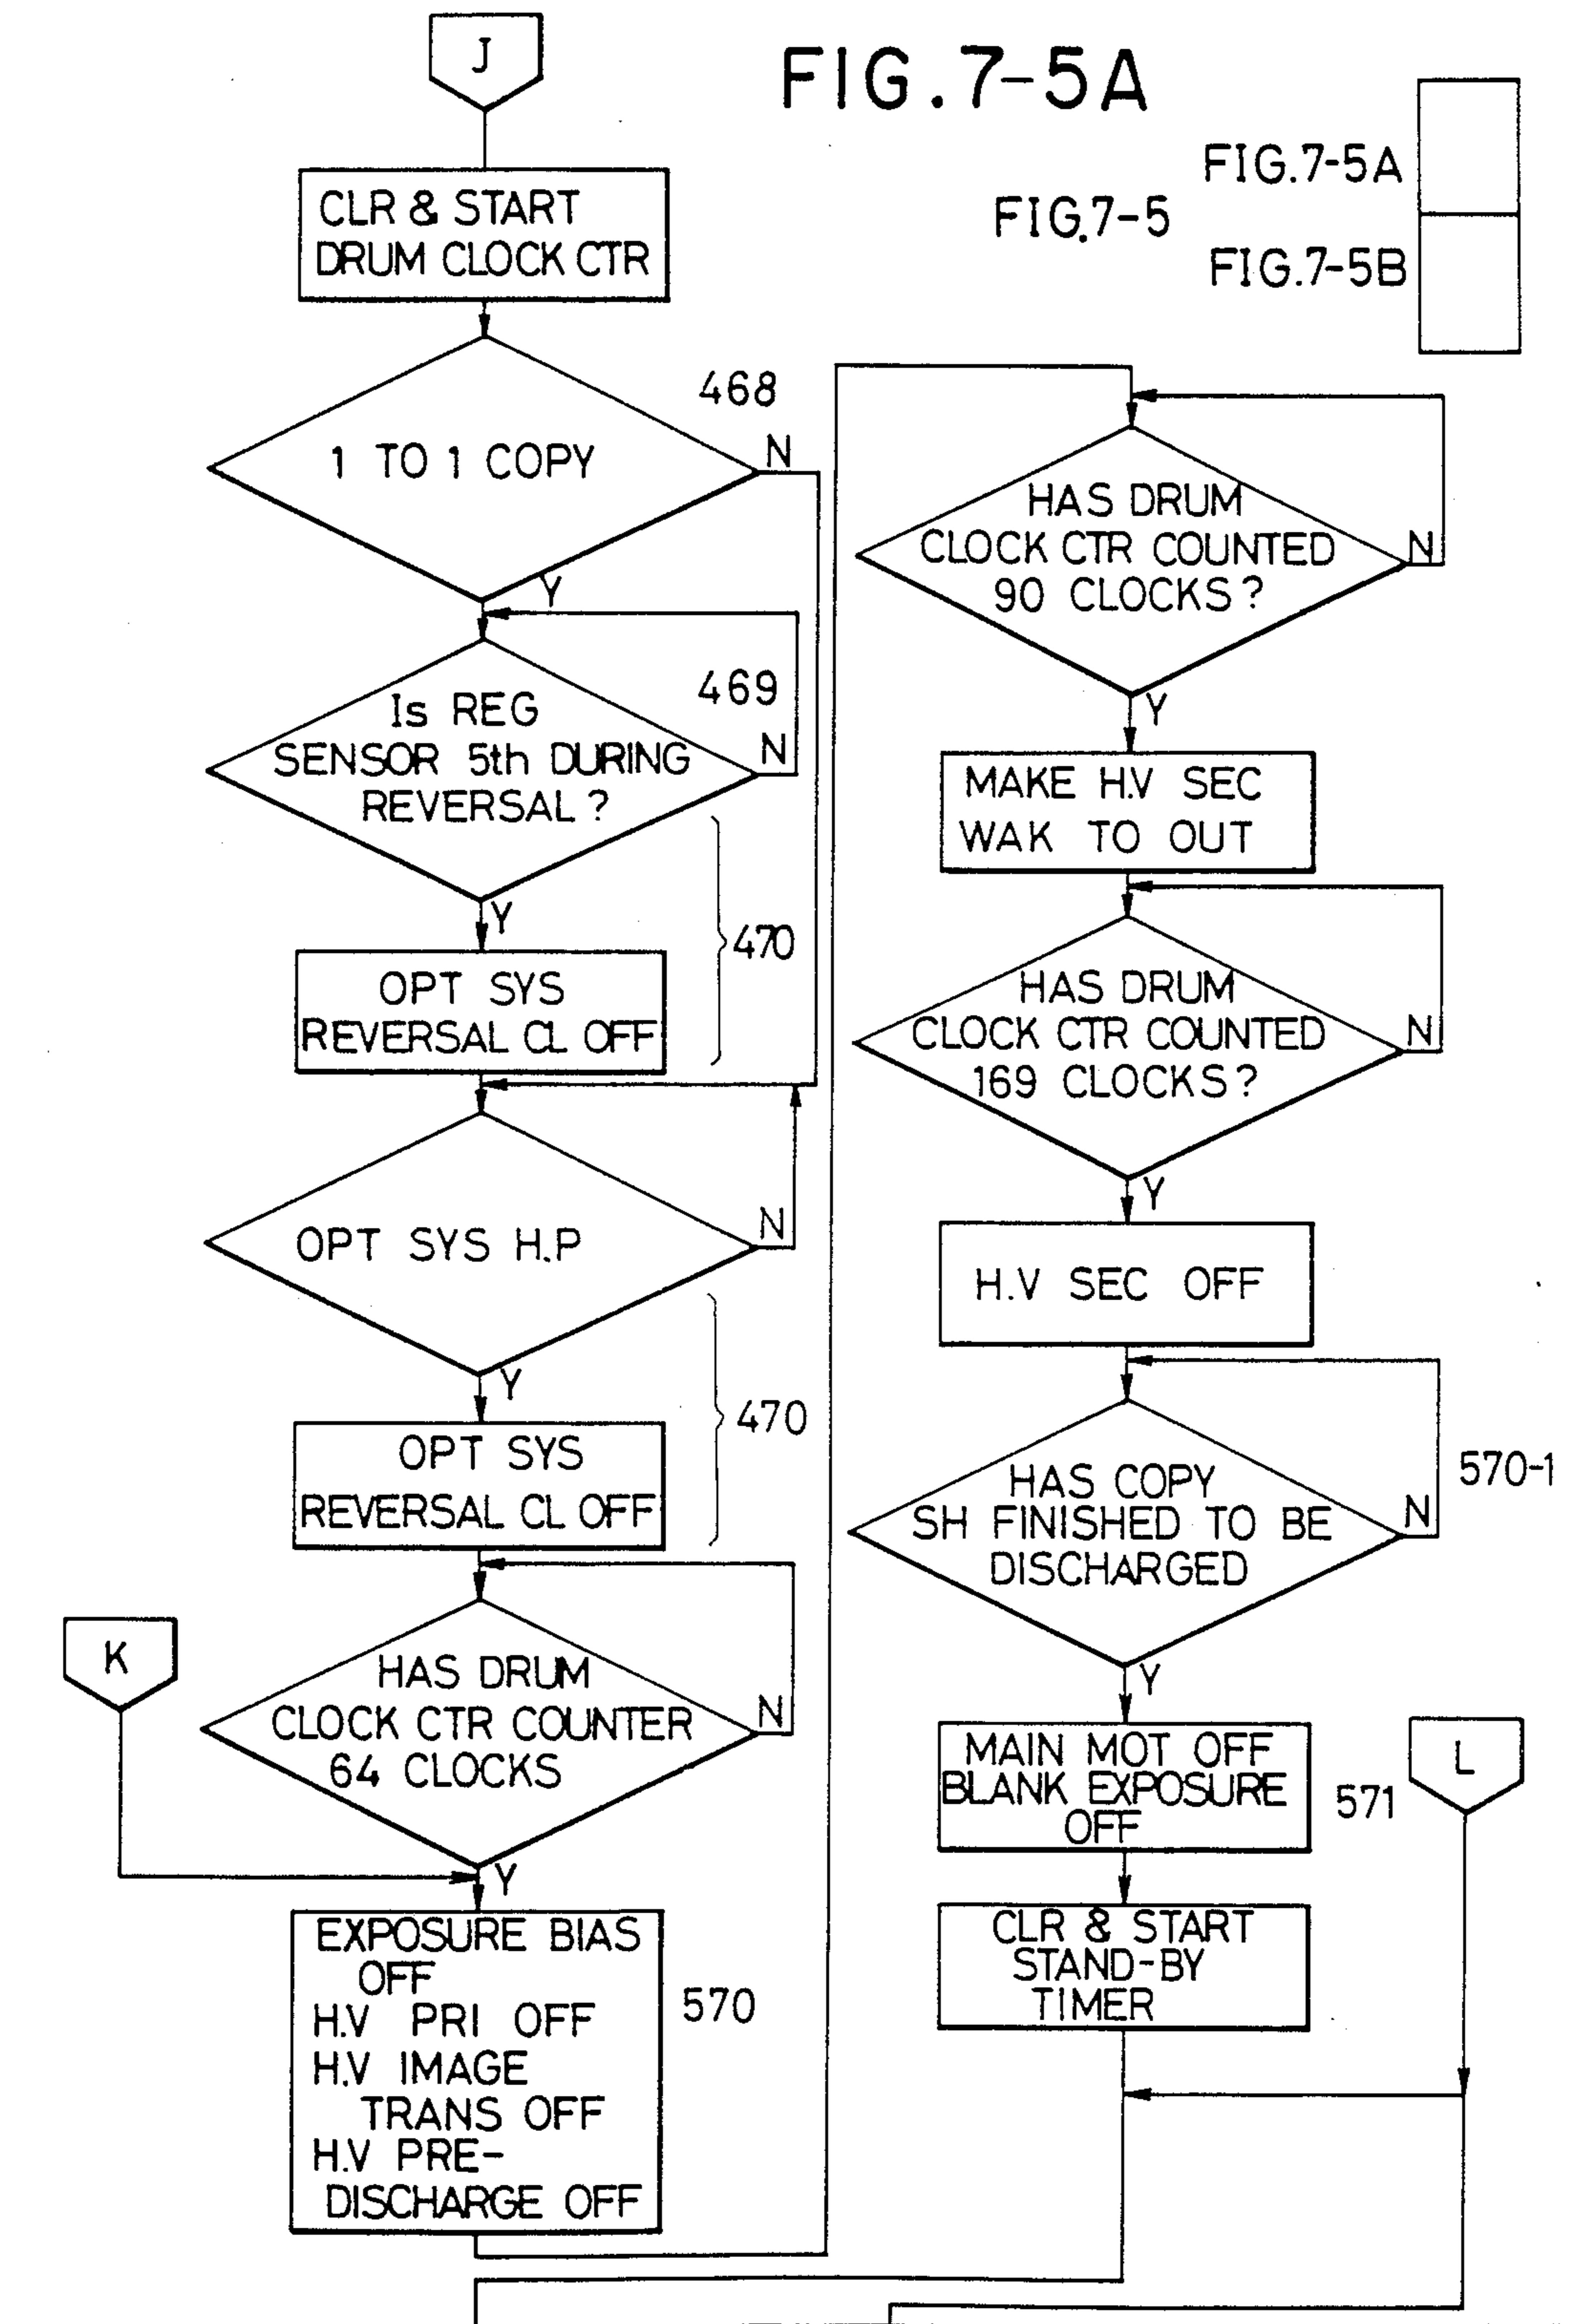 J
FIG.7-5A
FIG.7-5A
FIG.7-5
FIG.7-5B
CLR & START
DRUM CLOCK CTR
468
1 TO 1 COPY
N
Y
469
Is REG
SENSOR 5th DURING
REVERSAL?
N
Y
470
OPT SYS
REVERSAL CL OFF
OPT SYS H.P
N
Y
470
OPT SYS
REVERSAL CL OFF
K
HAS DRUM
CLOCK CTR COUNTER
64 CLOCKS
N
Y
EXPOSURE BIAS
OFF
H.V PRI OFF
H.V IMAGE
TRANS OFF
H.V PRE-
DISCHARGE OFF
570
HAS DRUM
CLOCK CTR COUNTED
90 CLOCKS?
N
Y
MAKE H.V SEC
WAK TO OUT
HAS DRUM
CLOCK CTR COUNTED
169 CLOCKS?
N
Y
H.V SEC OFF
570-1
HAS COPY
SH FINISHED TO BE
DISCHARGED
N
Y
MAIN MOT OFF
BLANK EXPOSURE
OFF
571
L
CLR & START
STAND-BY
TIMER